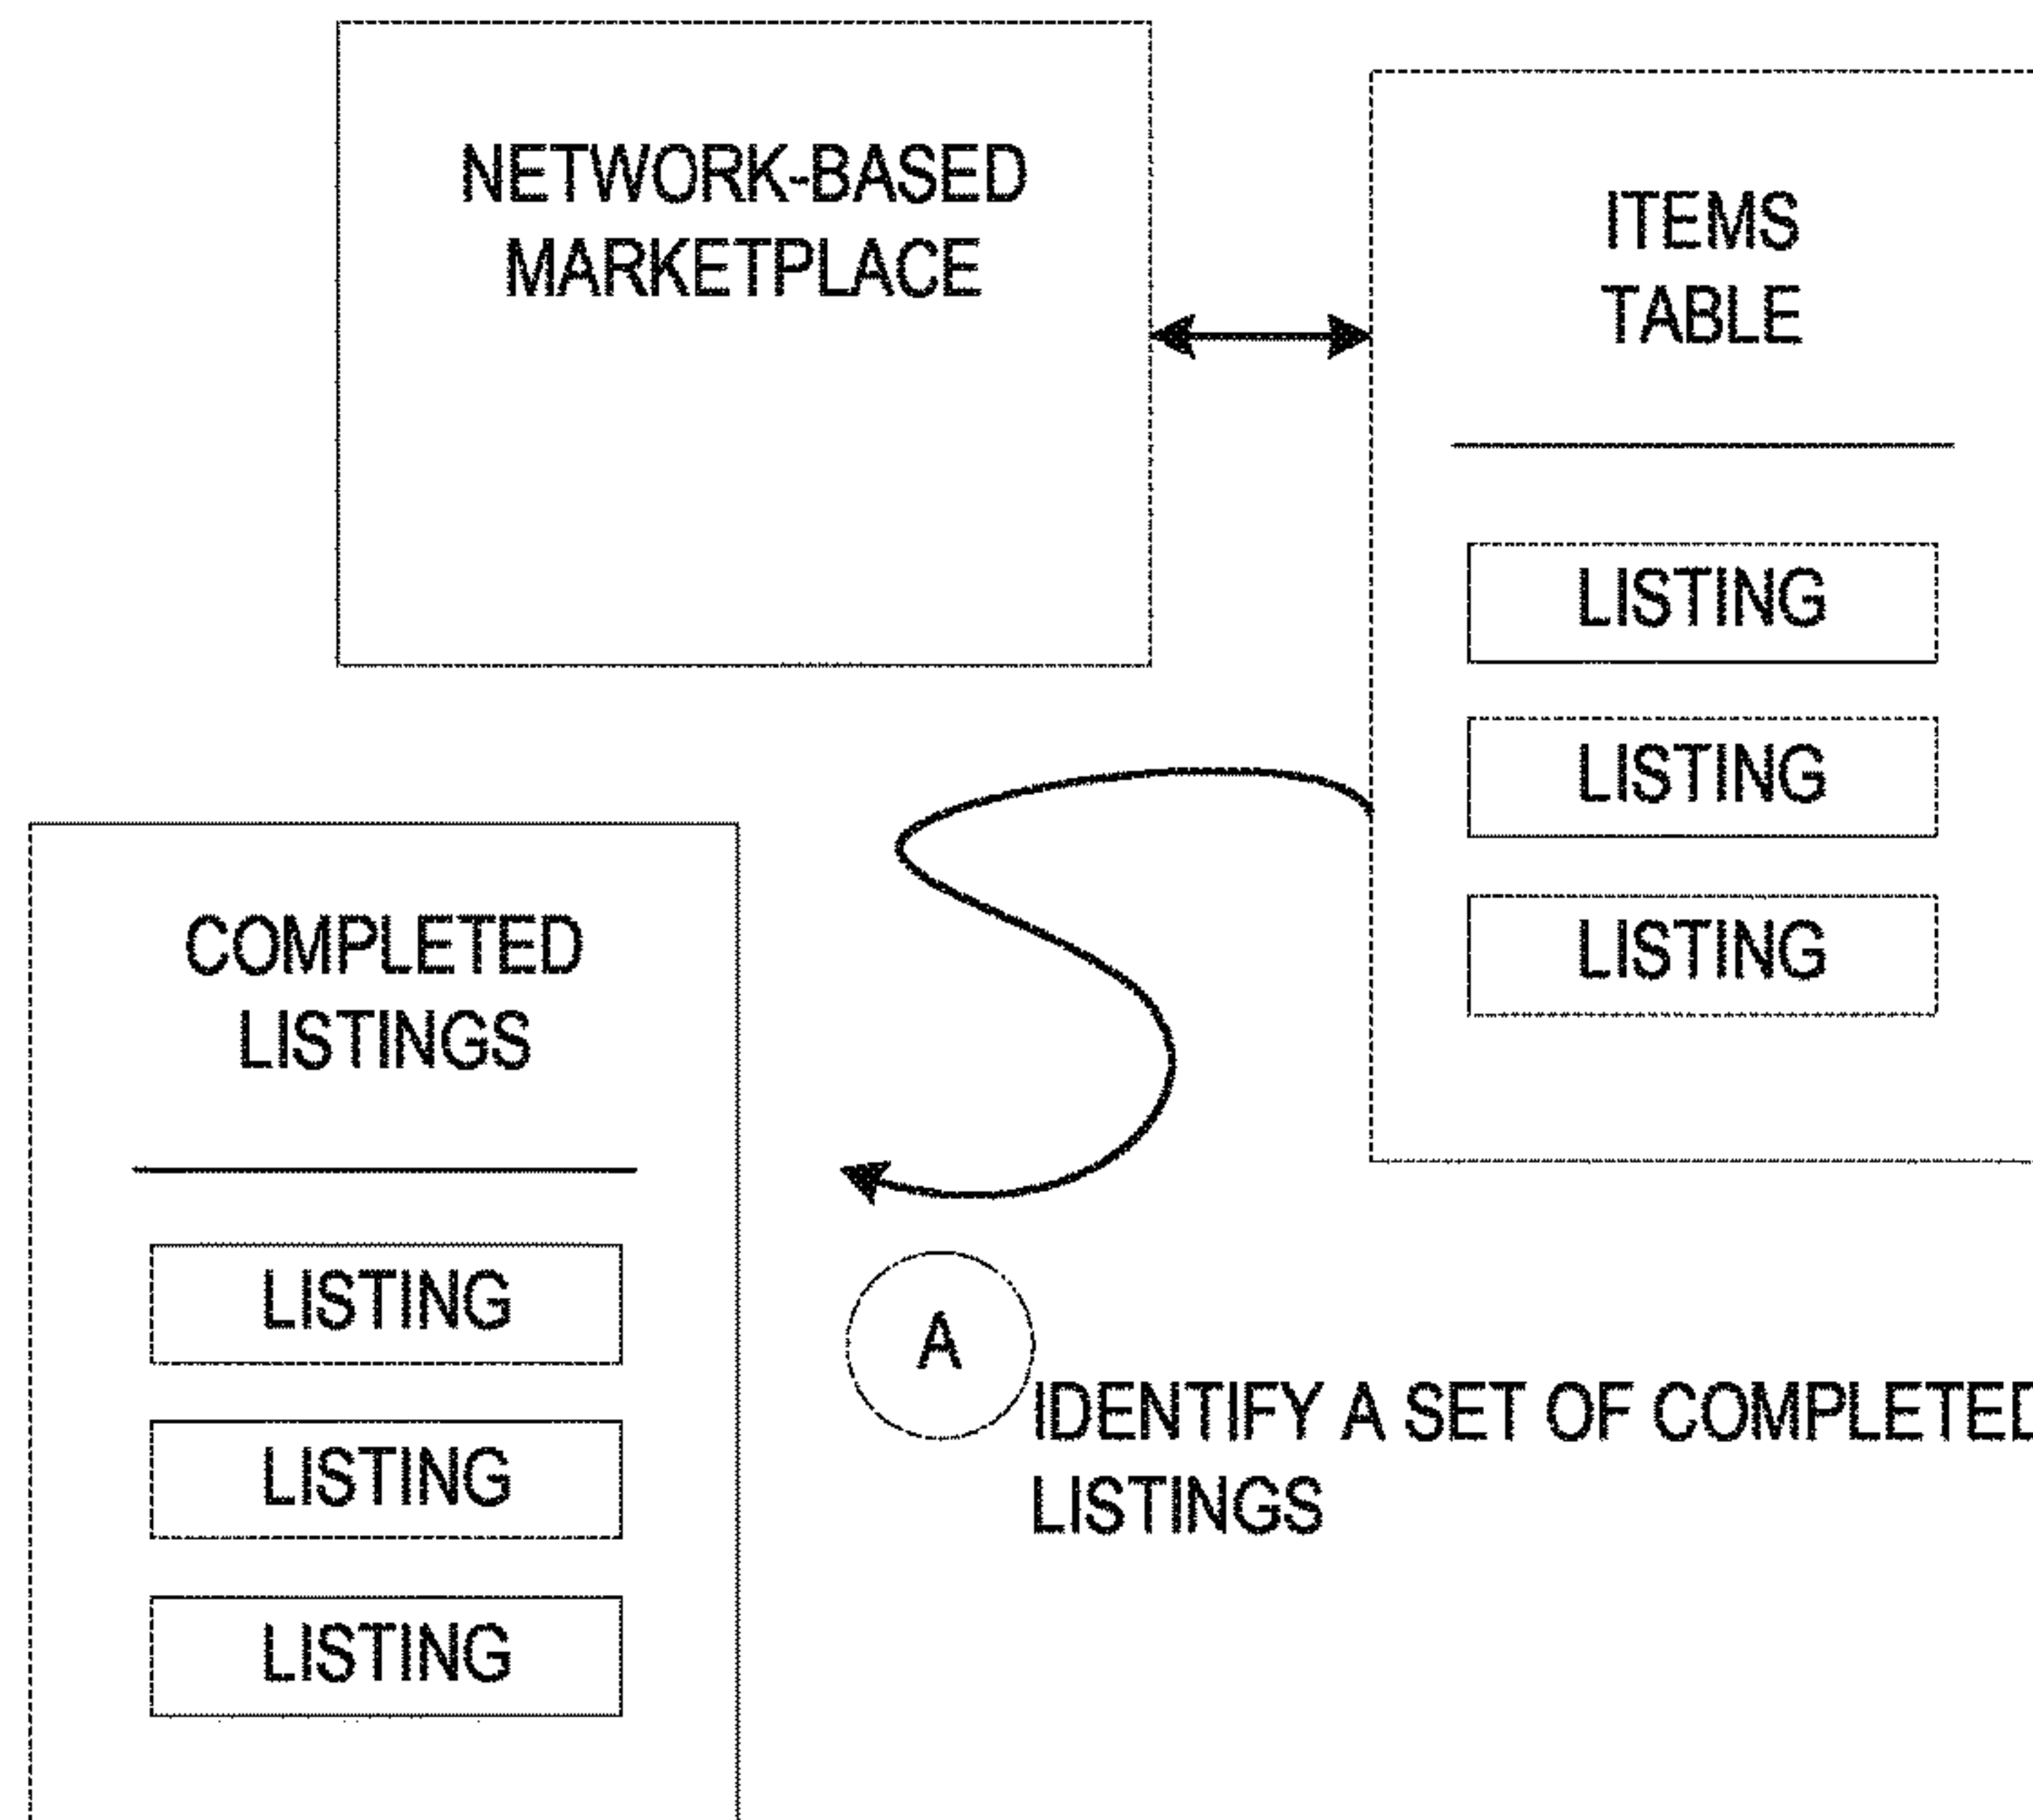 NETWORK-BASED
MARKETPLACE
ITEMS
TABLE
LISTING
LISTING
LISTING
COMPLETED
LISTINGS
LISTING
LISTING
LISTING
A
IDENTIFY A SET OF COMPLETED
LISTINGS